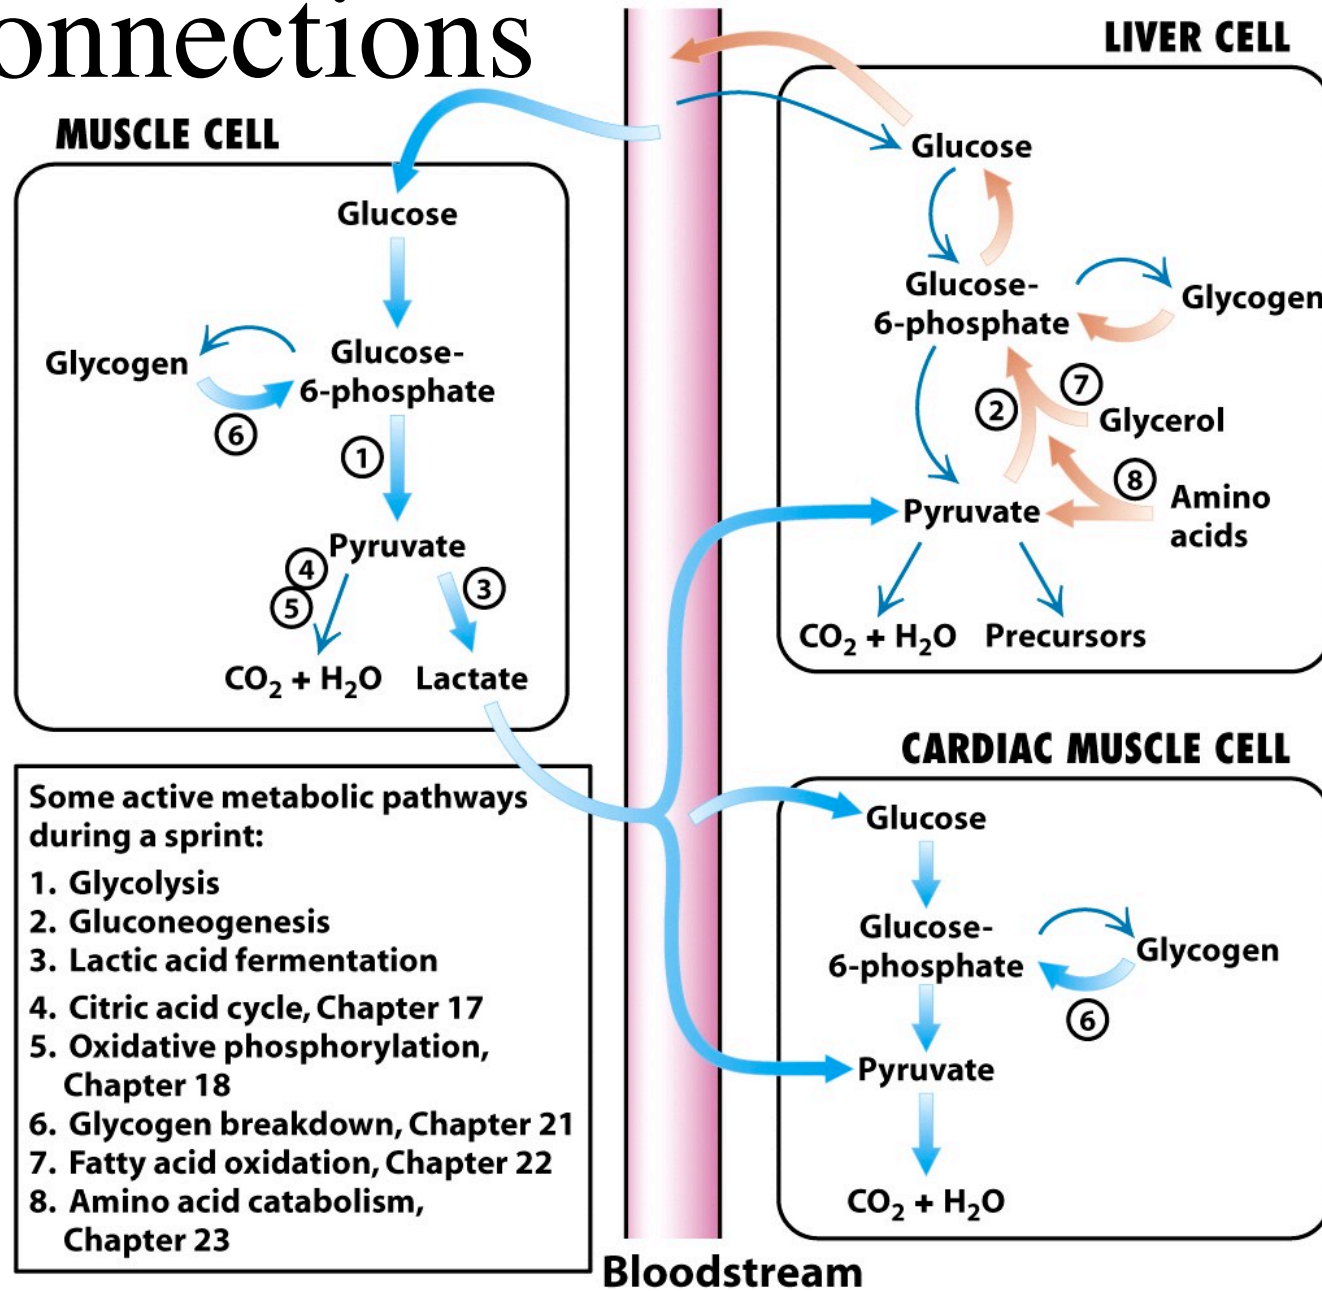 onnections
MUSCLE CELL
Glucose
Glycogen
Glucose-
6-phosphate
6
1
Pyruvate
4
5
3
CO₂ + H₂O
Lactate
LIVER CELL
Glucose
Glucose-
6-phosphate
Glycogen
7
2
Glycerol
8
Pyruvate
Amino
acids
CO₂ + H₂O
Precursors
Some active metabolic pathways
during a sprint:
1. Glycolysis
2. Gluconeogenesis
3. Lactic acid fermentation
4. Citric acid cycle, Chapter 17
5. Oxidative phosphorylation,
Chapter 18
6. Glycogen breakdown, Chapter 21
7. Fatty acid oxidation, Chapter 22
8. Amino acid catabolism,
Chapter 23
CARDIAC MUSCLE CELL
Glucose
Glucose-
6-phosphate
Glycogen
6
Pyruvate
CO₂ + H₂O
Bloodstream